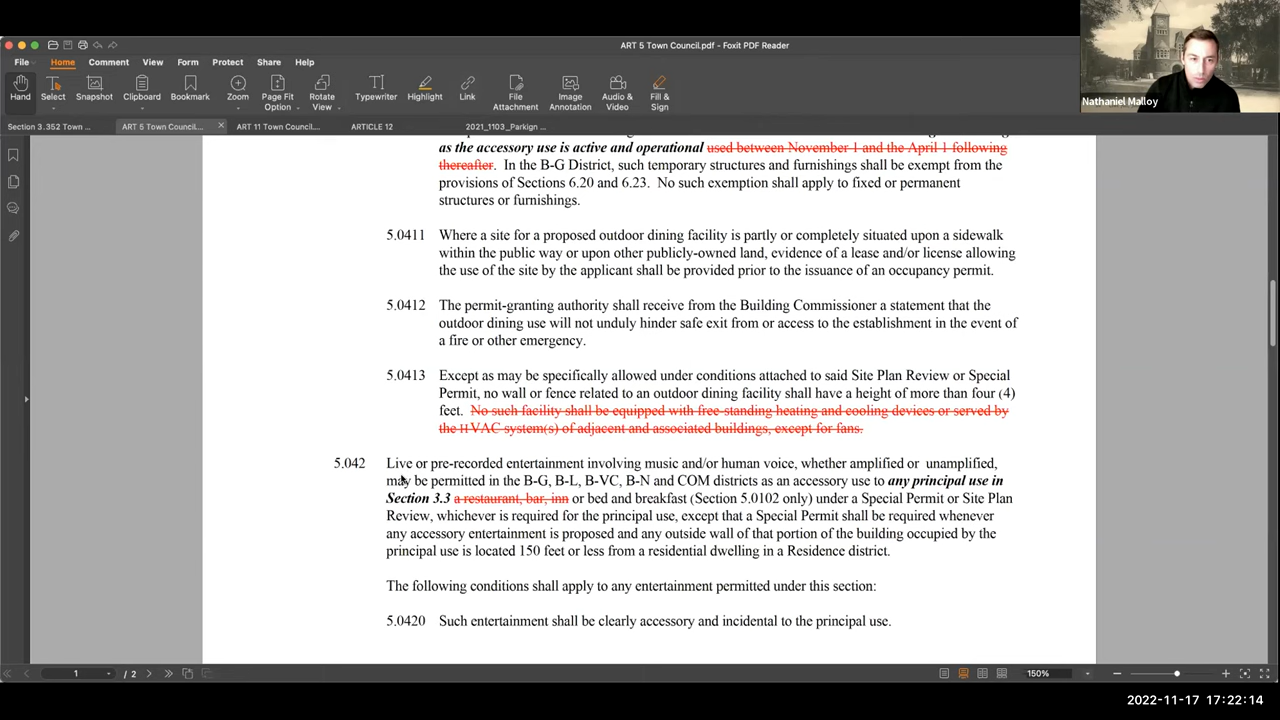 ART 5 Town Council.pdf - Foxit PDF Reader
File Home Comment View Form Protect Share Help
Hand Select Snapshot Clipboard Bookmark Zoom Page Fit Option Rotate View Typewriter Highlight Link File Attachment Image Annotation Audio & Video Fill & Sign
Nathaniel Malloy
Section 3.352 Town ... ART 5 Town Council.... ART 11 Town Council.... ARTICLE 12 2021_1103_Parkign ...
as the accessory use is active and operational used between November 1 and the April 1 following
thereafter. In the B-G District, such temporary structures and furnishings shall be exempt from the
provisions of Sections 6.20 and 6.23. No such exemption shall apply to fixed or permanent
structures or furnishings.
5.0411 Where a site for a proposed outdoor dining facility is partly or completely situated upon a sidewalk
within the public way or upon other publicly-owned land, evidence of a lease and/or license allowing
the use of the site by the applicant shall be provided prior to the issuance of an occupancy permit.
5.0412 The permit-granting authority shall receive from the Building Commissioner a statement that the
outdoor dining use will not unduly hinder safe exit from or access to the establishment in the event of
a fire or other emergency.
5.0413 Except as may be specifically allowed under conditions attached to said Site Plan Review or Special
Permit, no wall or fence related to an outdoor dining facility shall have a height of more than four (4)
feet. No such facility shall be equipped with free-standing heating and cooling devices or served by
the HVAC system(s) of adjacent and associated buildings, except for fans.
5.042 Live or pre-recorded entertainment involving music and/or human voice, whether amplified or unamplified,
may be permitted in the B-G, B-L, B-VC, B-N and COM districts as an accessory use to any principal use in
Section 3.3 a restaurant, bar, inn or bed and breakfast (Section 5.0102 only) under a Special Permit or Site Plan
Review, whichever is required for the principal use, except that a Special Permit shall be required whenever
any accessory entertainment is proposed and any outside wall of that portion of the building occupied by the
principal use is located 150 feet or less from a residential dwelling in a Residence district.
The following conditions shall apply to any entertainment permitted under this section:
5.0420 Such entertainment shall be clearly accessory and incidental to the principal use.
1 / 2 150%
2022-11-17 17:22:14